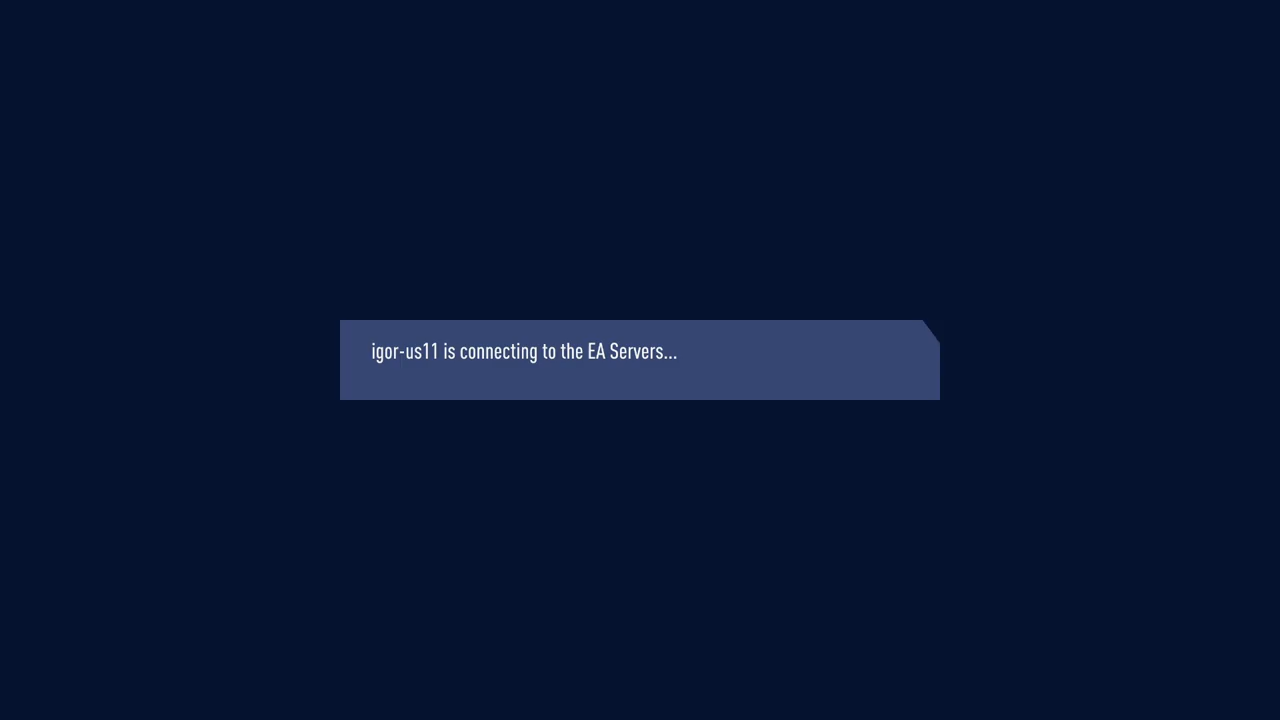 igor-us11 is connecting to the EA Servers...